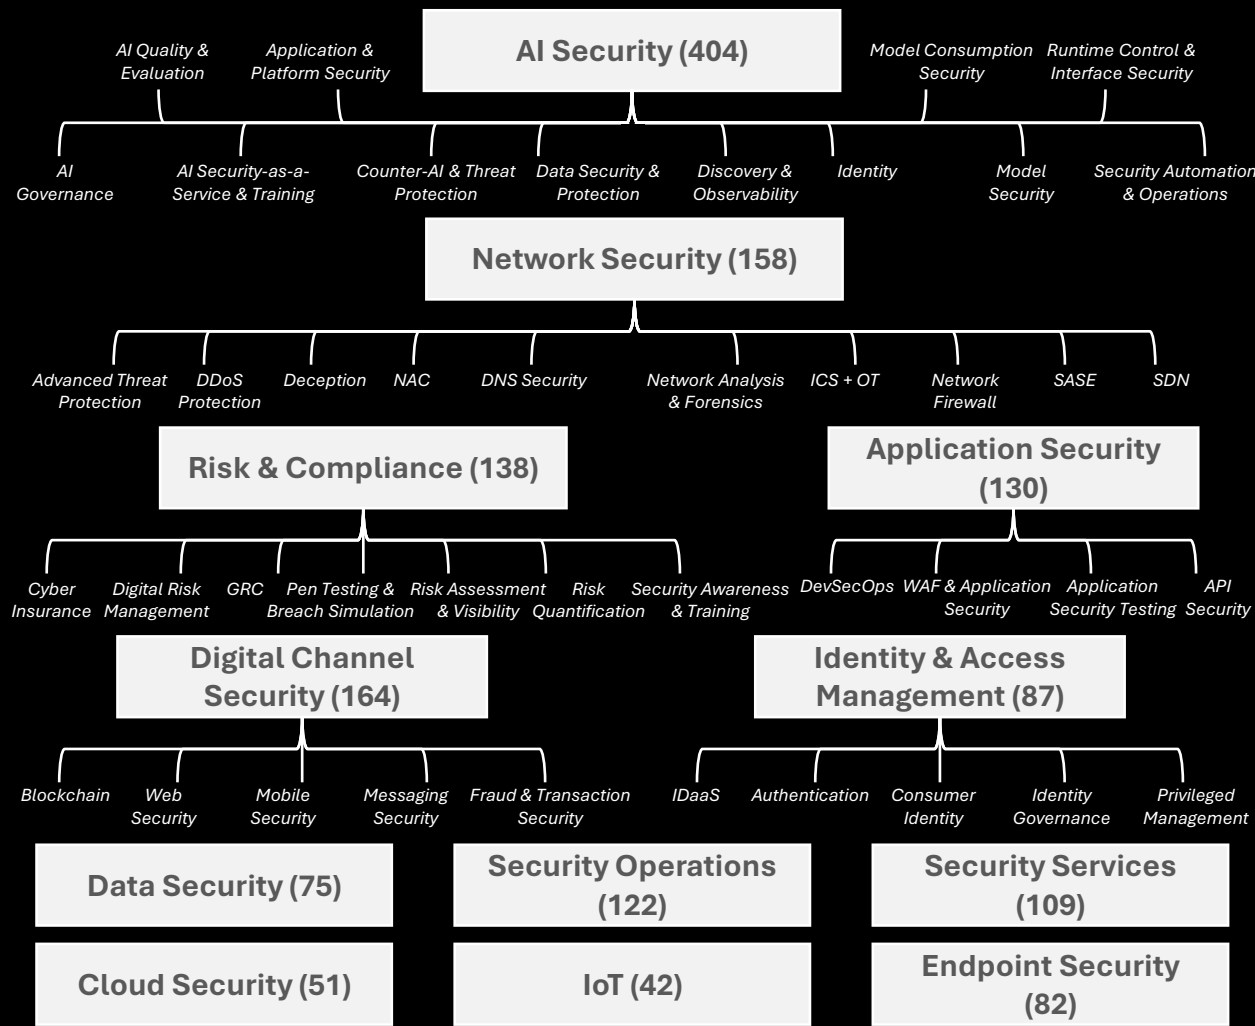 AI Security (404)
AI Quality &
Evaluation
Application &
Platform Security
Model Consumption
Security
Runtime Control &
Interface Security
AI
Governance
AI Security-as-a-
Service & Training
Counter-AI & Threat
Protection
Data Security &
Protection
Discovery &
Observability
Identity
Model
Security
Security Automation
& Operations
Network Security (158)
Advanced Threat
Protection
DDoS
Protection
Deception
NAC
DNS Security
Network Analysis
& Forensics
ICS + OT
Network
Firewall
SASE
SDN
Risk & Compliance (138)
Cyber
Insurance
Digital Risk
Management
GRC
Pen Testing &
Breach Simulation
Risk Assessment
& Visibility
Risk
Quantification
Security Awareness
& Training
Application Security
(130)
DevSecOps
WAF & Application
Security
Application
Security Testing
API
Security
Digital Channel
Security (164)
Blockchain
Web
Security
Mobile
Security
Messaging
Security
Fraud & Transaction
Security
Identity & Access
Management (87)
IDaaS
Authentication
Consumer
Identity
Identity
Governance
Privileged
Management
Data Security (75)
Security Operations
(122)
Security Services
(109)
Cloud Security (51)
IoT (42)
Endpoint Security
(82)